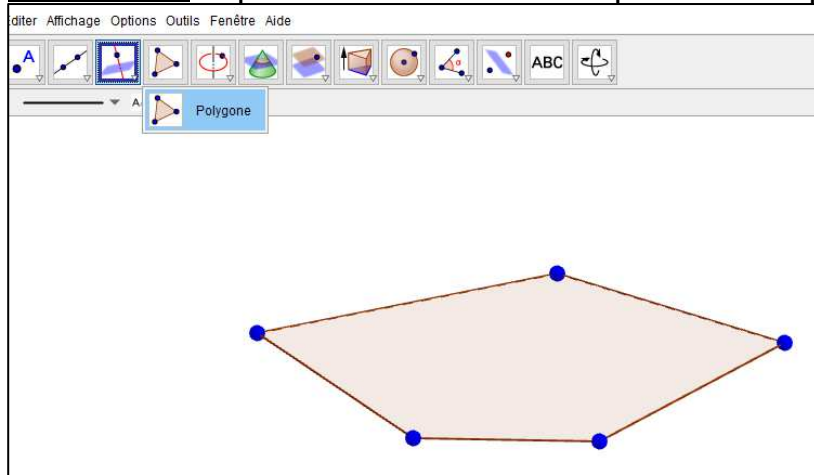 diter Affichage Options Outils Fenêtre Aide
A
α
ABC
A
Polygone